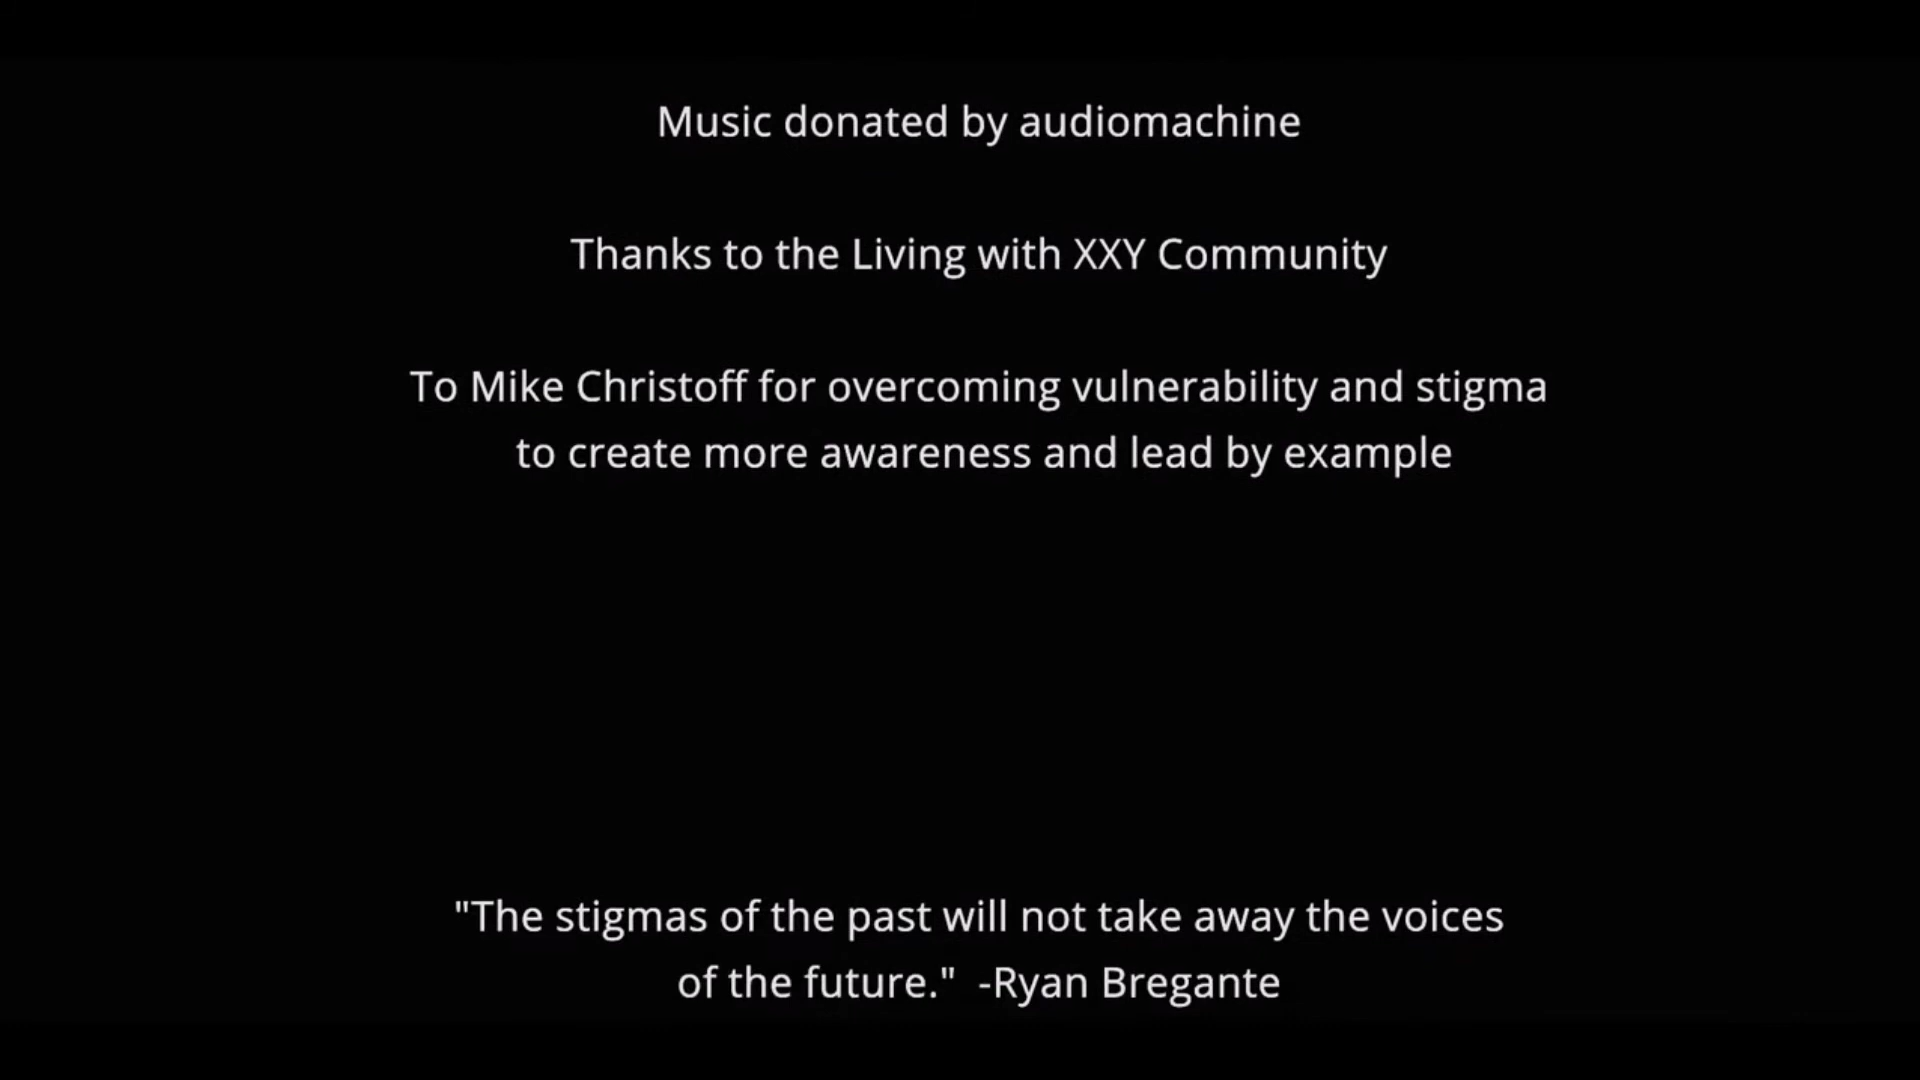 Music donated by audiomachine
Thanks to the Living with XXY Community
To Mike Christoff for overcoming vulnerability and stigma
to create more awareness and lead by example
"The stigmas of the past will not take away the voices
of the future."  -Ryan Bregante